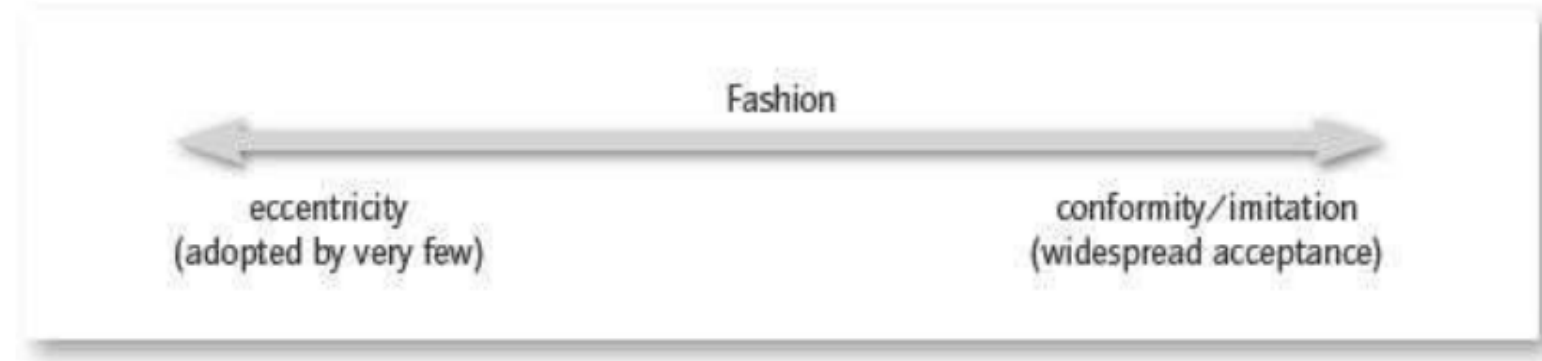 Fashion
eccentricity
(adopted by very few)
conformity/imitation
(widespread acceptance)